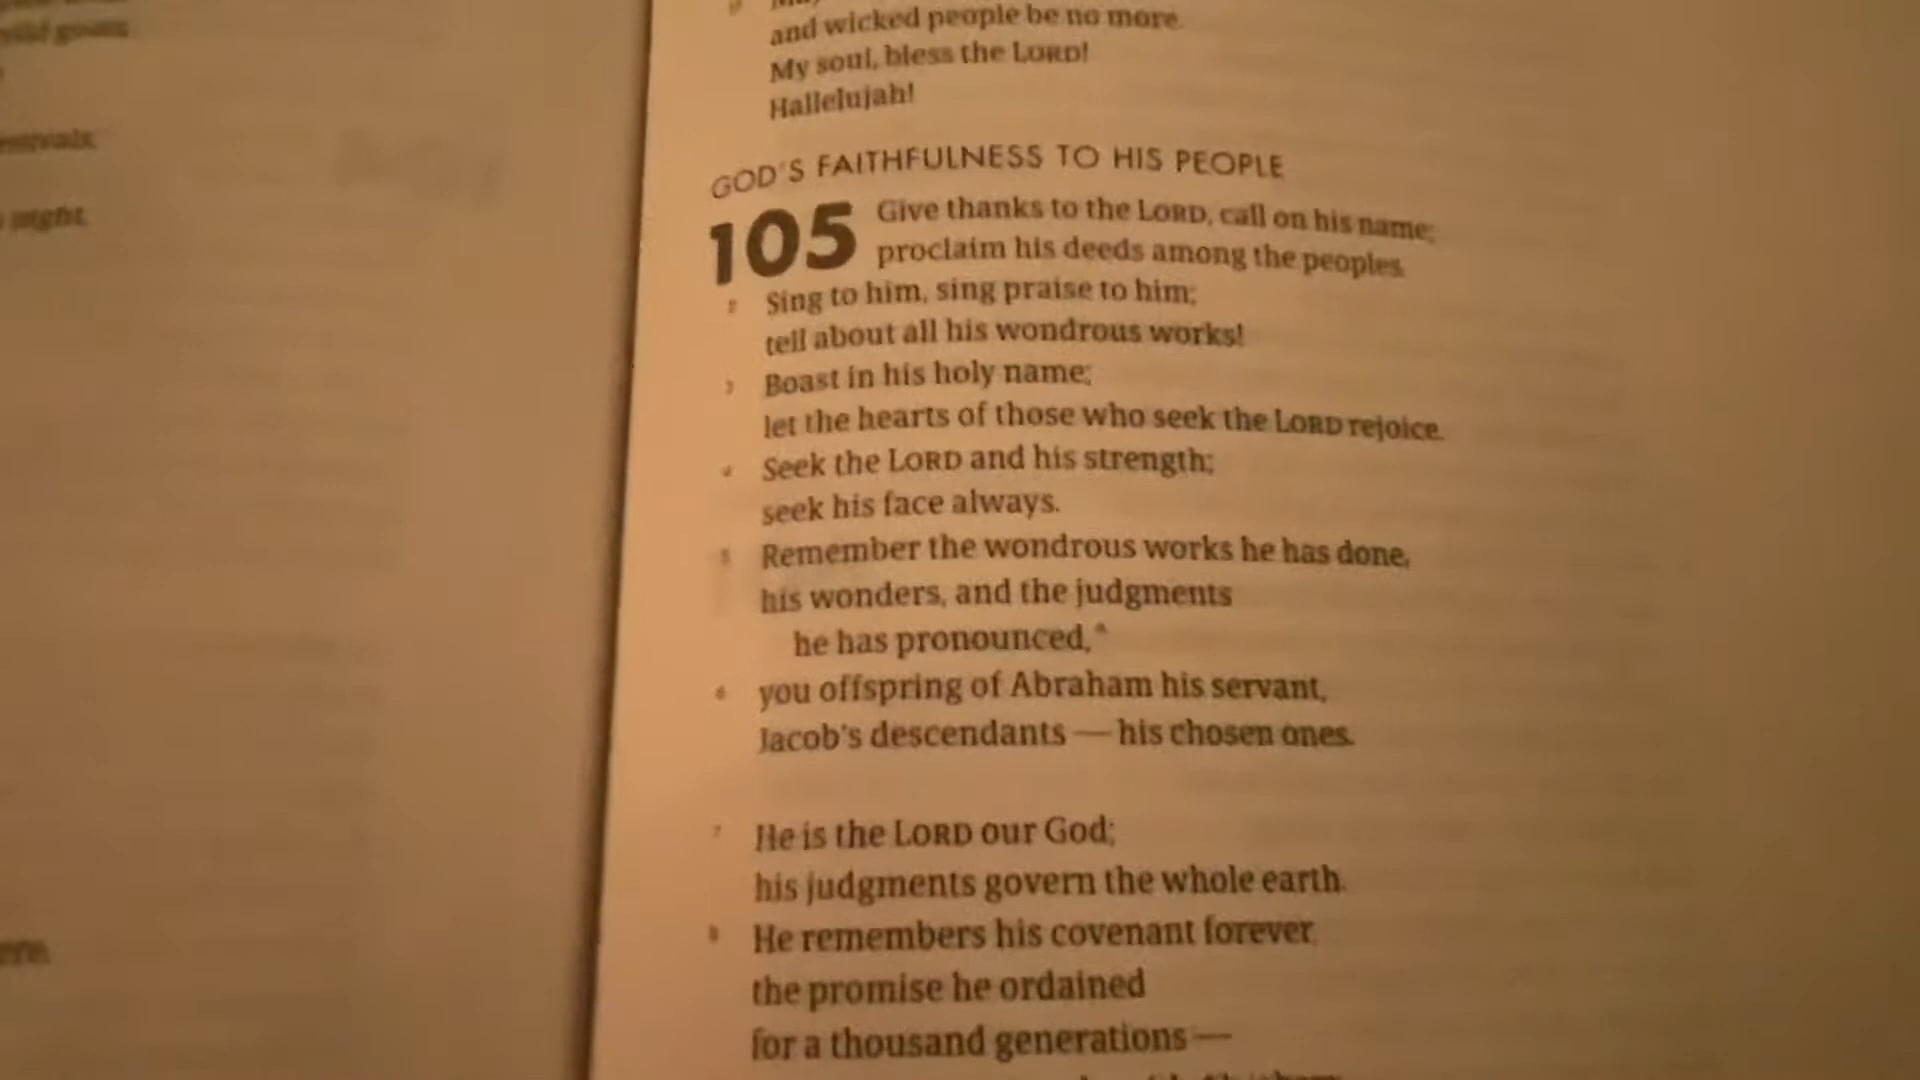 and wicked people be no more.
My soul, bless the LORD!
Hallelujah!
GOD'S FAITHFULNESS TO HIS PEOPLE
105 Give thanks to the LORD, call on his name;
proclaim his deeds among the peoples.
2 Sing to him, sing praise to him;
tell about all his wondrous works!
3 Boast in his holy name;
let the hearts of those who seek the LORD rejoice.
4 Seek the LORD and his strength;
seek his face always.
5 Remember the wondrous works he has done,
his wonders, and the judgments
he has pronounced,^
6 you offspring of Abraham his servant,
Jacob's descendants — his chosen ones.
7 He is the LORD our God;
his judgments govern the whole earth.
8 He remembers his covenant forever,
the promise he ordained
for a thousand generations —
night.